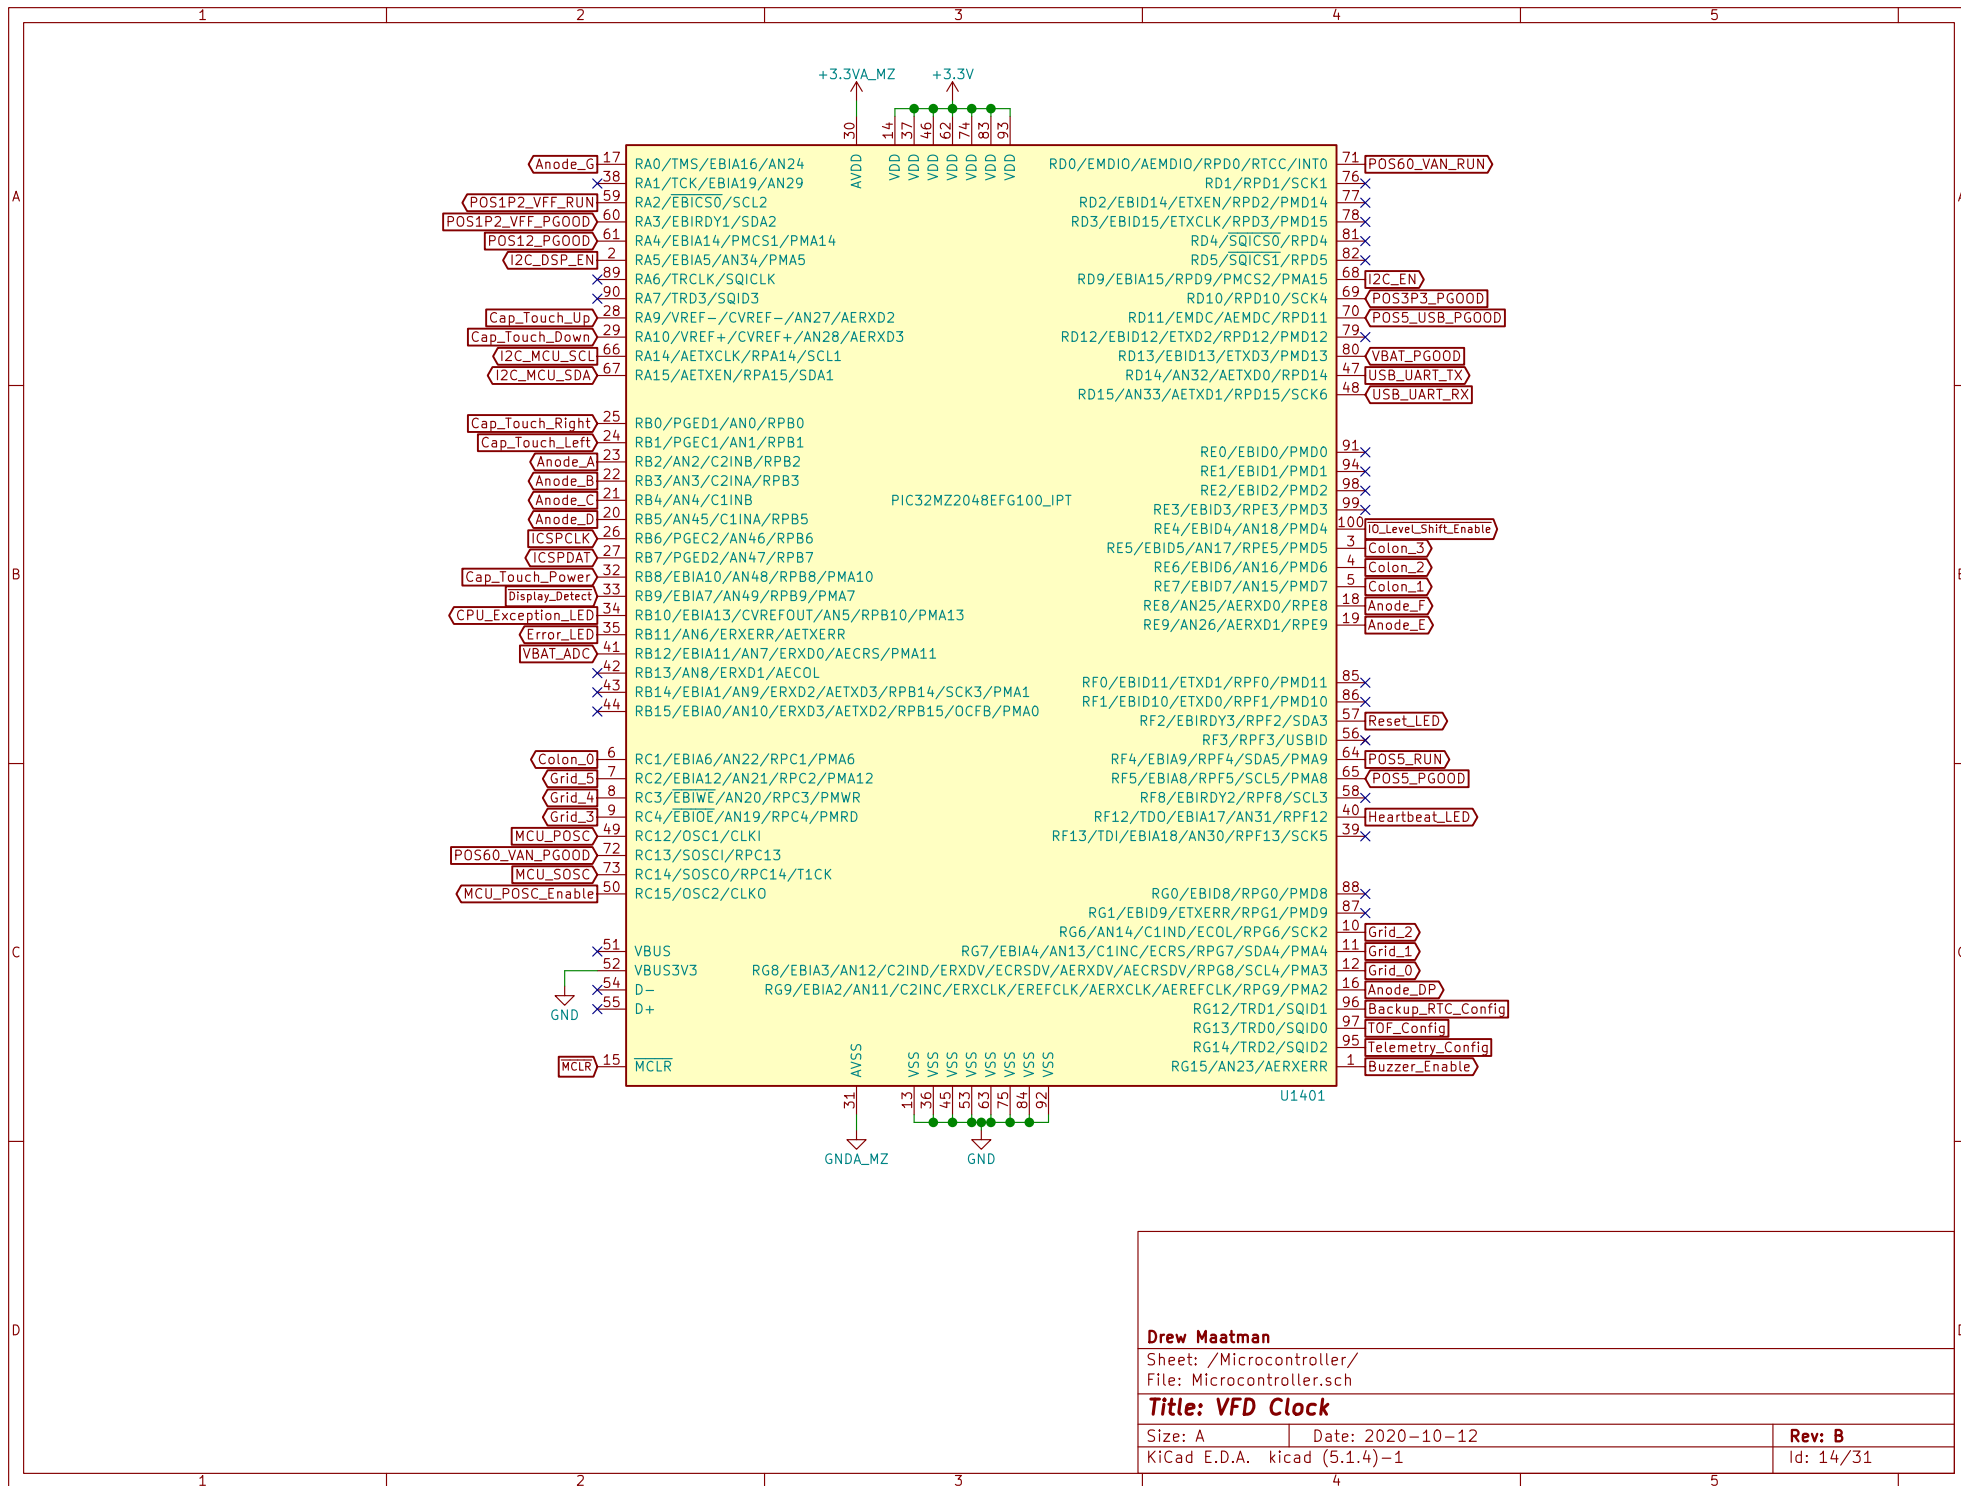 1 2 3 4 5
+3.3VA_MZ +3.3V
30 14 37 46 62 74 83 93
AVDD VDD VDD VDD VDD VDD VDD VDD
Anode_G 17 RA0/TMS/EBIA16/AN24
38 RA1/TCK/EBIA19/AN29
A
POS1P2_VFF_RUN 59 RA2/EBICS0/SCL2
POS1P2_VFF_PGOOD 60 RA3/EBIRDY1/SDA2
POS12_PGOOD 61 RA4/EBIA14/PMCS1/PMA14
I2C_DSP_EN 2 RA5/EBIA5/AN34/PMA5
89 RA6/TRCLK/SQICLK
90 RA7/TRD3/SQID3
Cap_Touch_Up 28 RA9/VREF-/CVREF-/AN27/AERXD2
Cap_Touch_Down 29 RA10/VREF+/CVREF+/AN28/AERXD3
I2C_MCU_SCL 66 RA14/AETXCLK/RPA14/SCL1
I2C_MCU_SDA 67 RA15/AETXEN/RPA15/SDA1
Cap_Touch_Right 25 RB0/PGED1/AN0/RPB0
Cap_Touch_Left 24 RB1/PGEC1/AN1/RPB1
Anode_A 23 RB2/AN2/C2INB/RPB2
Anode_B 22 RB3/AN3/C2INA/RPB3
Anode_C 21 RB4/AN4/C1INB
Anode_D 20 RB5/AN45/C1INA/RPB5
ICSPCLK 26 RB6/PGEC2/AN46/RPB6
ICSPDAT 27 RB7/PGED2/AN47/RPB7
B
Cap_Touch_Power 32 RB8/EBIA10/AN48/RPB8/PMA10
Display_Detect 33 RB9/EBIA7/AN49/RPB9/PMA7
CPU_Exception_LED 34 RB10/EBIA13/CVREFOUT/AN5/RPB10/PMA13
Error_LED 35 RB11/AN6/ERXERR/AETXERR
VBAT_ADC 41 RB12/EBIA11/AN7/ERXD0/AECRS/PMA11
42 RB13/AN8/ERXD1/AECOL
43 RB14/EBIA1/AN9/ERXD2/AETXD3/RPB14/SCK3/PMA1
44 RB15/EBIA0/AN10/ERXD3/AETXD2/RPB15/OCFB/PMA0
Colon_0 6 RC1/EBIA6/AN22/RPC1/PMA6
Grid_5 7 RC2/EBIA12/AN21/RPC2/PMA12
Grid_4 8 RC3/EBIWE/AN20/RPC3/PMWR
Grid_3 9 RC4/EBIOE/AN19/RPC4/PMRD
MCU_POSC 49 RC12/OSC1/CLKI
POS60_VAN_PGOOD 72 RC13/SOSCI/RPC13
MCU_SOSC 73 RC14/SOSCO/RPC14/T1CK
MCU_POSC_Enable 50 RC15/OSC2/CLKO
C
51 VBUS
52 VBUS3V3
54 D-
55 D+
GND
MCLR 15 MCLR
PIC32MZ2048EFG100_IPT
RD0/EMDIO/AEMDIO/RPD0/RTCC/INT0 71 POS60_VAN_RUN
RD1/RPD1/SCK1 76
RD2/EBID14/ETXEN/RPD2/PMD14 77
RD3/EBID15/ETXCLK/RPD3/PMD15 78
RD4/SQICS0/RPD4 81
RD5/SQICS1/RPD5 82
RD9/EBIA15/RPD9/PMCS2/PMA15 68 I2C_EN
RD10/RPD10/SCK4 69 POS3P3_PGOOD
RD11/EMDC/AEMDC/RPD11 70 POS5_USB_PGOOD
RD12/EBID12/ETXD2/RPD12/PMD12 79
RD13/EBID13/ETXD3/PMD13 80 VBAT_PGOOD
RD14/AN32/AETXD0/RPD14 47 USB_UART_TX
RD15/AN33/AETXD1/RPD15/SCK6 48 USB_UART_RX
RE0/EBID0/PMD0 91
RE1/EBID1/PMD1 94
RE2/EBID2/PMD2 98
RE3/EBID3/RPE3/PMD3 99
RE4/EBID4/AN18/PMD4 100 IO_Level_Shift_Enable
RE5/EBID5/AN17/RPE5/PMD5 3 Colon_3
RE6/EBID6/AN16/PMD6 4 Colon_2
RE7/EBID7/AN15/PMD7 5 Colon_1
RE8/AN25/AERXD0/RPE8 18 Anode_F
RE9/AN26/AERXD1/RPE9 19 Anode_E
RF0/EBID11/ETXD1/RPF0/PMD11 85
RF1/EBID10/ETXD0/RPF1/PMD10 86
RF2/EBIRDY3/RPF2/SDA3 57 Reset_LED
RF3/RPF3/USBID 56
RF4/EBIA9/RPF4/SDA5/PMA9 64 POS5_RUN
RF5/EBIA8/RPF5/SCL5/PMA8 65 POS5_PGOOD
RF8/EBIRDY2/RPF8/SCL3 58
RF12/TDO/EBIA17/AN31/RPF12 40 Heartbeat_LED
RF13/TDI/EBIA18/AN30/RPF13/SCK5 39
RG0/EBID8/RPG0/PMD8 88
RG1/EBID9/ETXERR/RPG1/PMD9 87
RG6/AN14/C1IND/ECOL/RPG6/SCK2 10 Grid_2
RG7/EBIA4/AN13/C1INC/ECRS/RPG7/SDA4/PMA4 11 Grid_1
RG8/EBIA3/AN12/C2IND/ERXDV/ECRSDV/AERXDV/AECRSDV/RPG8/SCL4/PMA3 12 Grid_0
RG9/EBIA2/AN11/C2INC/ERXCLK/EREFCLK/AERXCLK/AEREFCLK/RPG9/PMA2 16 Anode_DP
RG12/TRD1/SQID1 96 Backup_RTC_Config
RG13/TRD0/SQID0 97 TOF_Config
RG14/TRD2/SQID2 95 Telemetry_Config
RG15/AN23/AERXERR 1 Buzzer_Enable
AVSS VSS VSS VSS VSS VSS VSS VSS VSS
U1401
31 13 36 45 53 63 75 84 92
GNDA_MZ GND
D
Drew Maatman
Sheet: /Microcontroller/
File: Microcontroller.sch
Title: VFD Clock
Size: A Date: 2020-10-12 Rev: B
KiCad E.D.A. kicad (5.1.4)-1 Id: 14/31
1 2 3 4 5